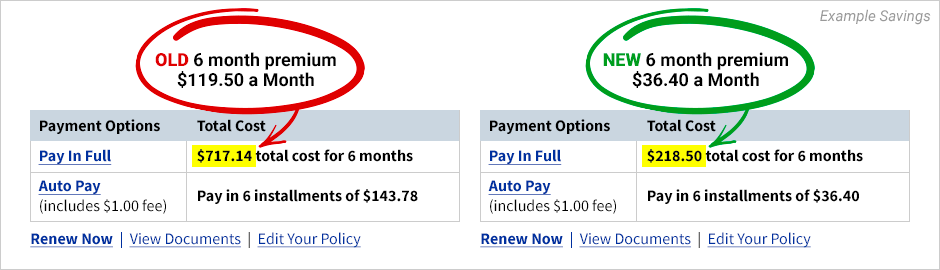 Example Savings
OLD 6 month premium
$119.50 a Month
Payment Options Total Cost
Pay In Full $717.14 total cost for 6 months
Auto Pay
(includes $1.00 fee) Pay in 6 installments of $143.78
Renew Now | View Documents | Edit Your Policy
NEW 6 month premium
$36.40 a Month
Payment Options Total Cost
Pay In Full $218.50 total cost for 6 months
Auto Pay
(includes $1.00 fee) Pay in 6 installments of $36.40
Renew Now | View Documents | Edit Your Policy